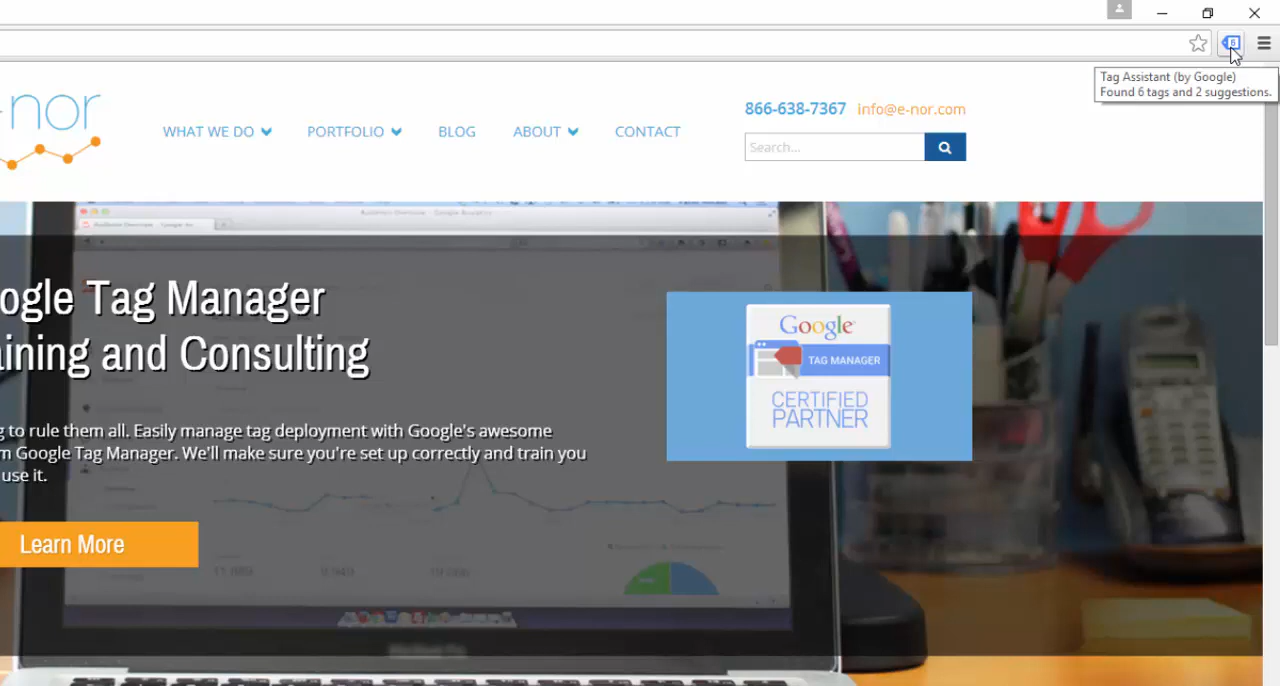 6
Tag Assistant (by Google)
Found 6 tags and 2 suggestions.
-nor
WHAT WE DO
PORTFOLIO
BLOG
ABOUT
CONTACT
866-638-7367 info@e-nor.com
Search...
ogle Tag Manager
ining and Consulting
g to rule them all. Easily manage tag deployment with Google's awesome
m Google Tag Manager. We'll make sure you're set up correctly and train you
use it.
Learn More
Google
TAG MANAGER
CERTIFIED
PARTNER